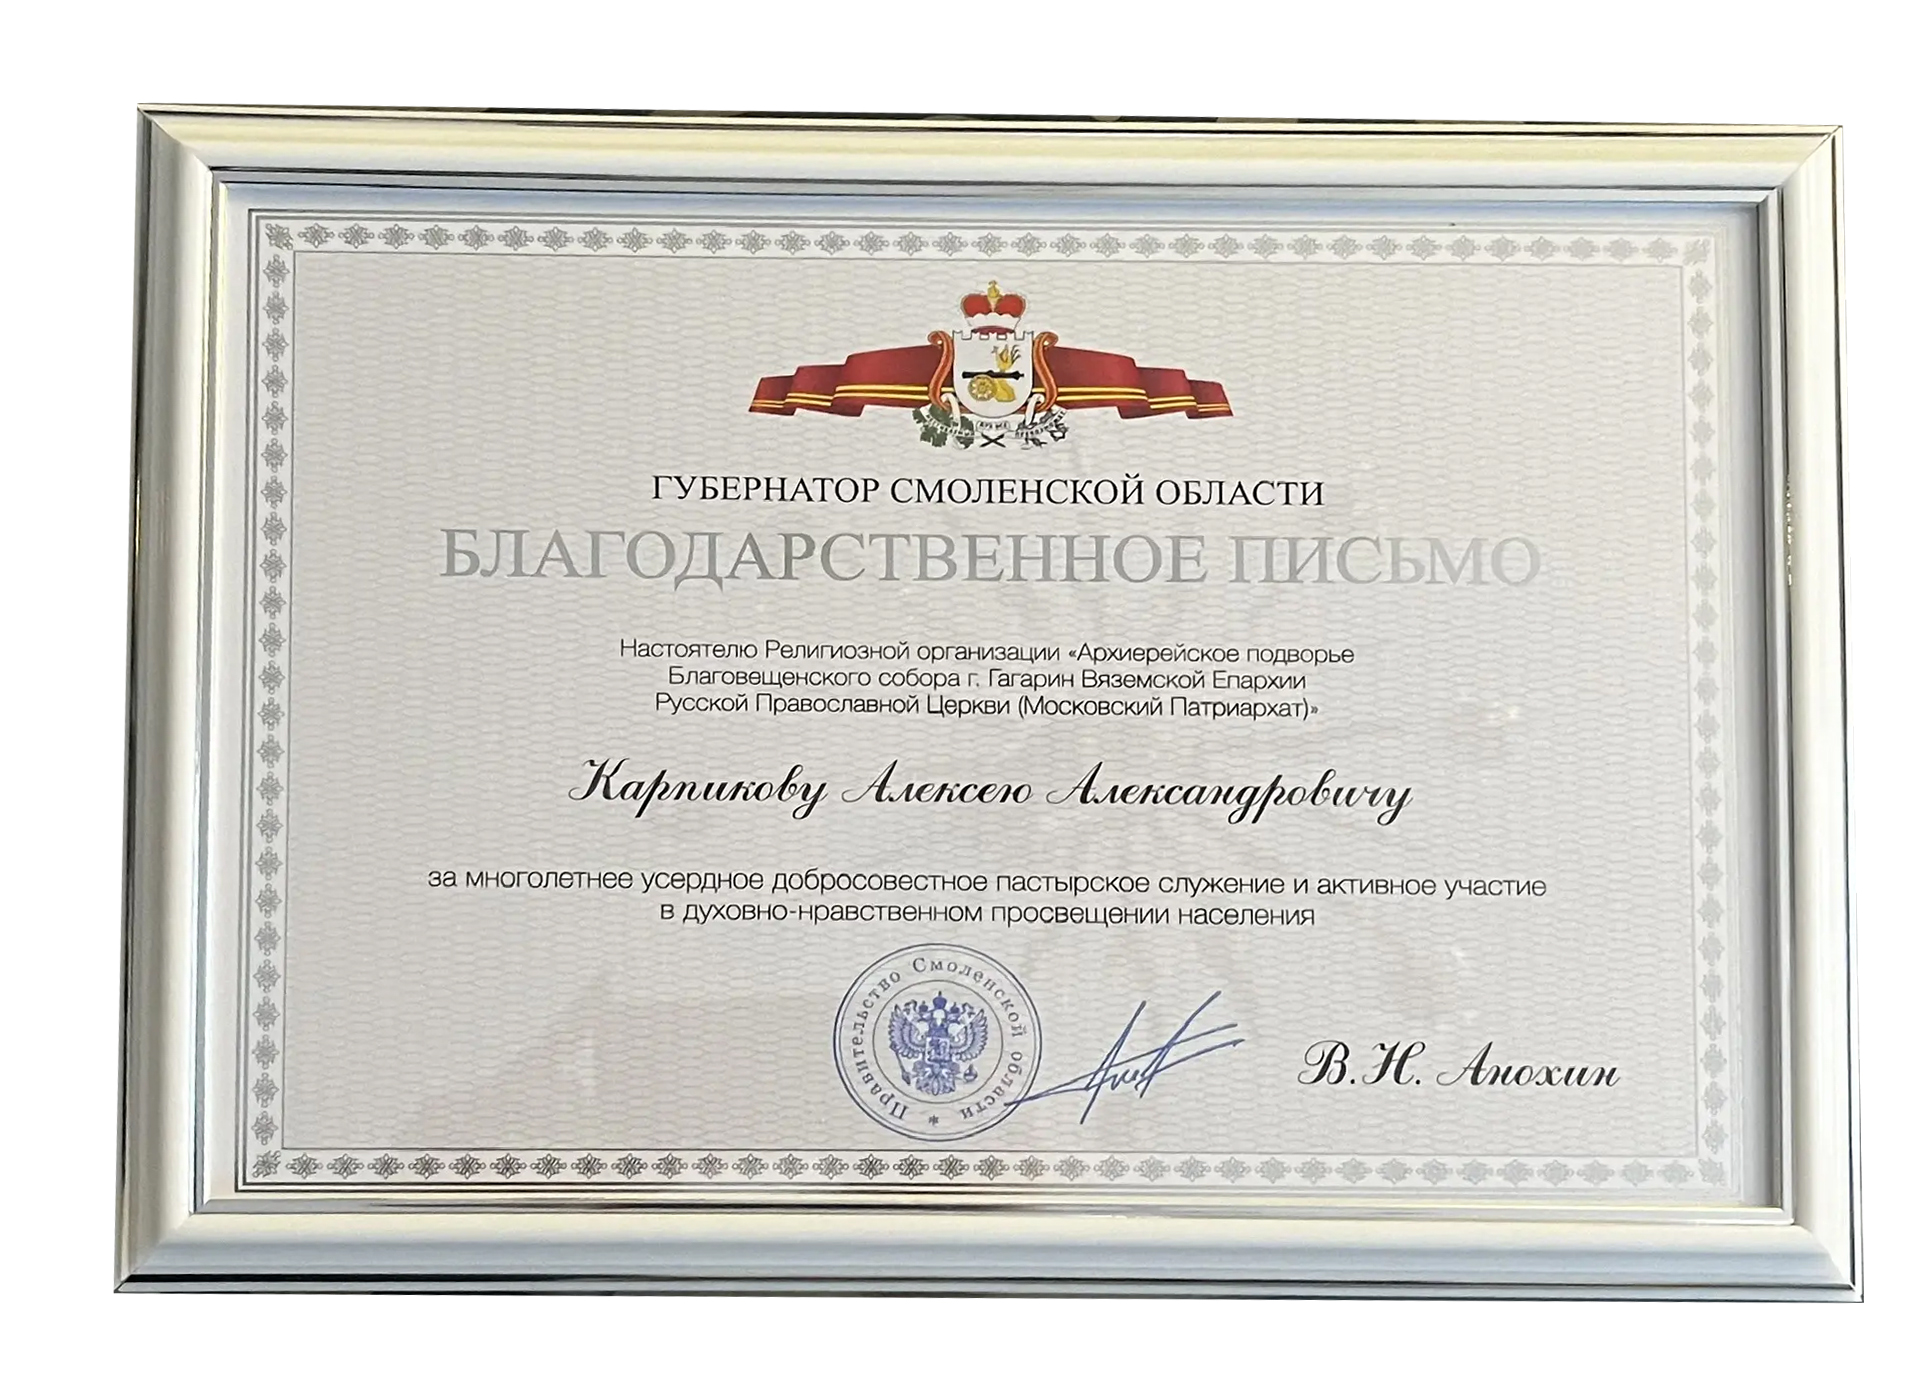 ГУБЕРНАТОР СМОЛЕНСКОЙ ОБЛАСТИ
БЛАГОДАРСТВЕННОЕ ПИСЬМО
Настоятелю Религиозной организации «Архиерейское подворье
Благовещенского собора г. Гагарин Вяземской Епархии
Русской Православной Церкви (Московский Патриархат)»
Карпикову Алексею Александровичу
за многолетнее усердное добросовестное пастырское служение и активное участие
в духовно-нравственном просвещении населения
Правительство Смоленской области *
В.Н. Анохин